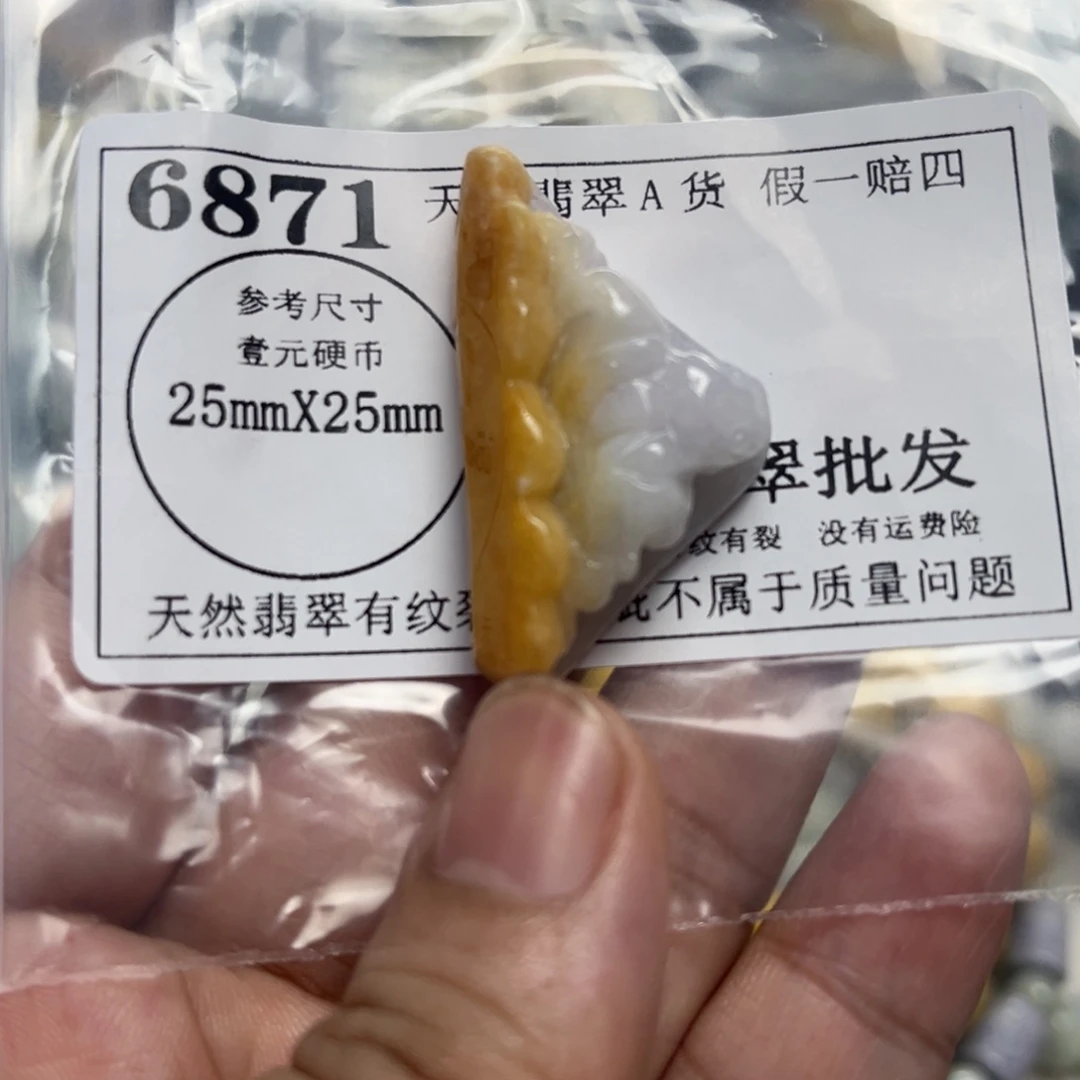 6871 天 翡翠A货 假一赔四
参考尺寸
壹元硬币
25mmX25mm
翠批发
纹有裂 没有运费险
天然翡翠有纹裂 不属于质量问题